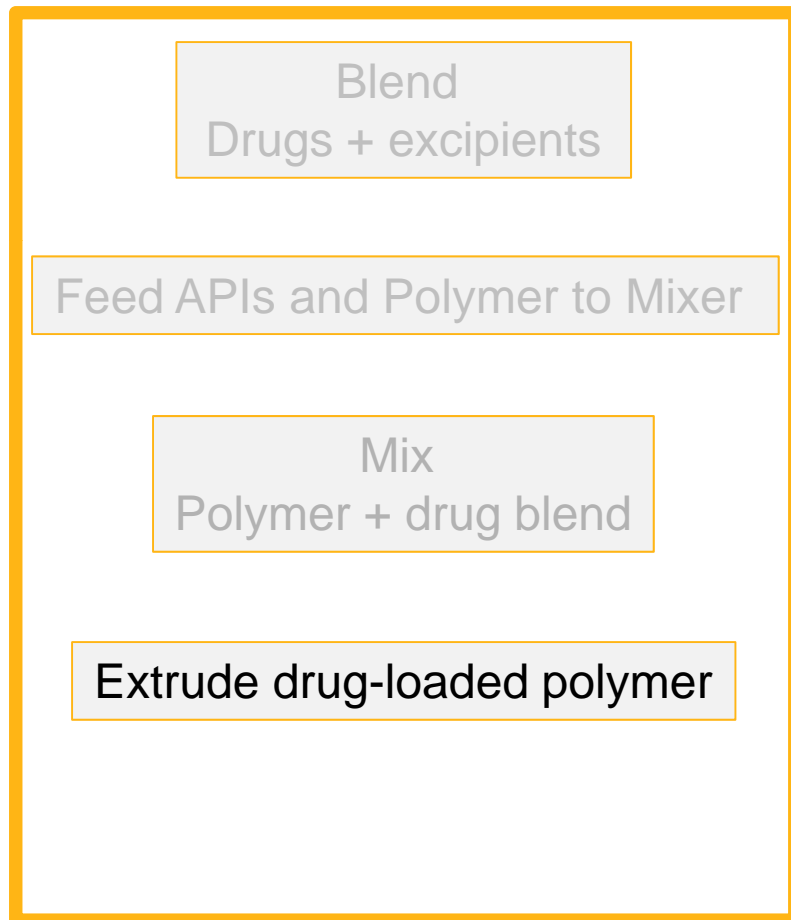 Blend
Drugs + excipients
Feed APIs and Polymer to Mixer
Mix
Polymer + drug blend
Extrude drug-loaded polymer